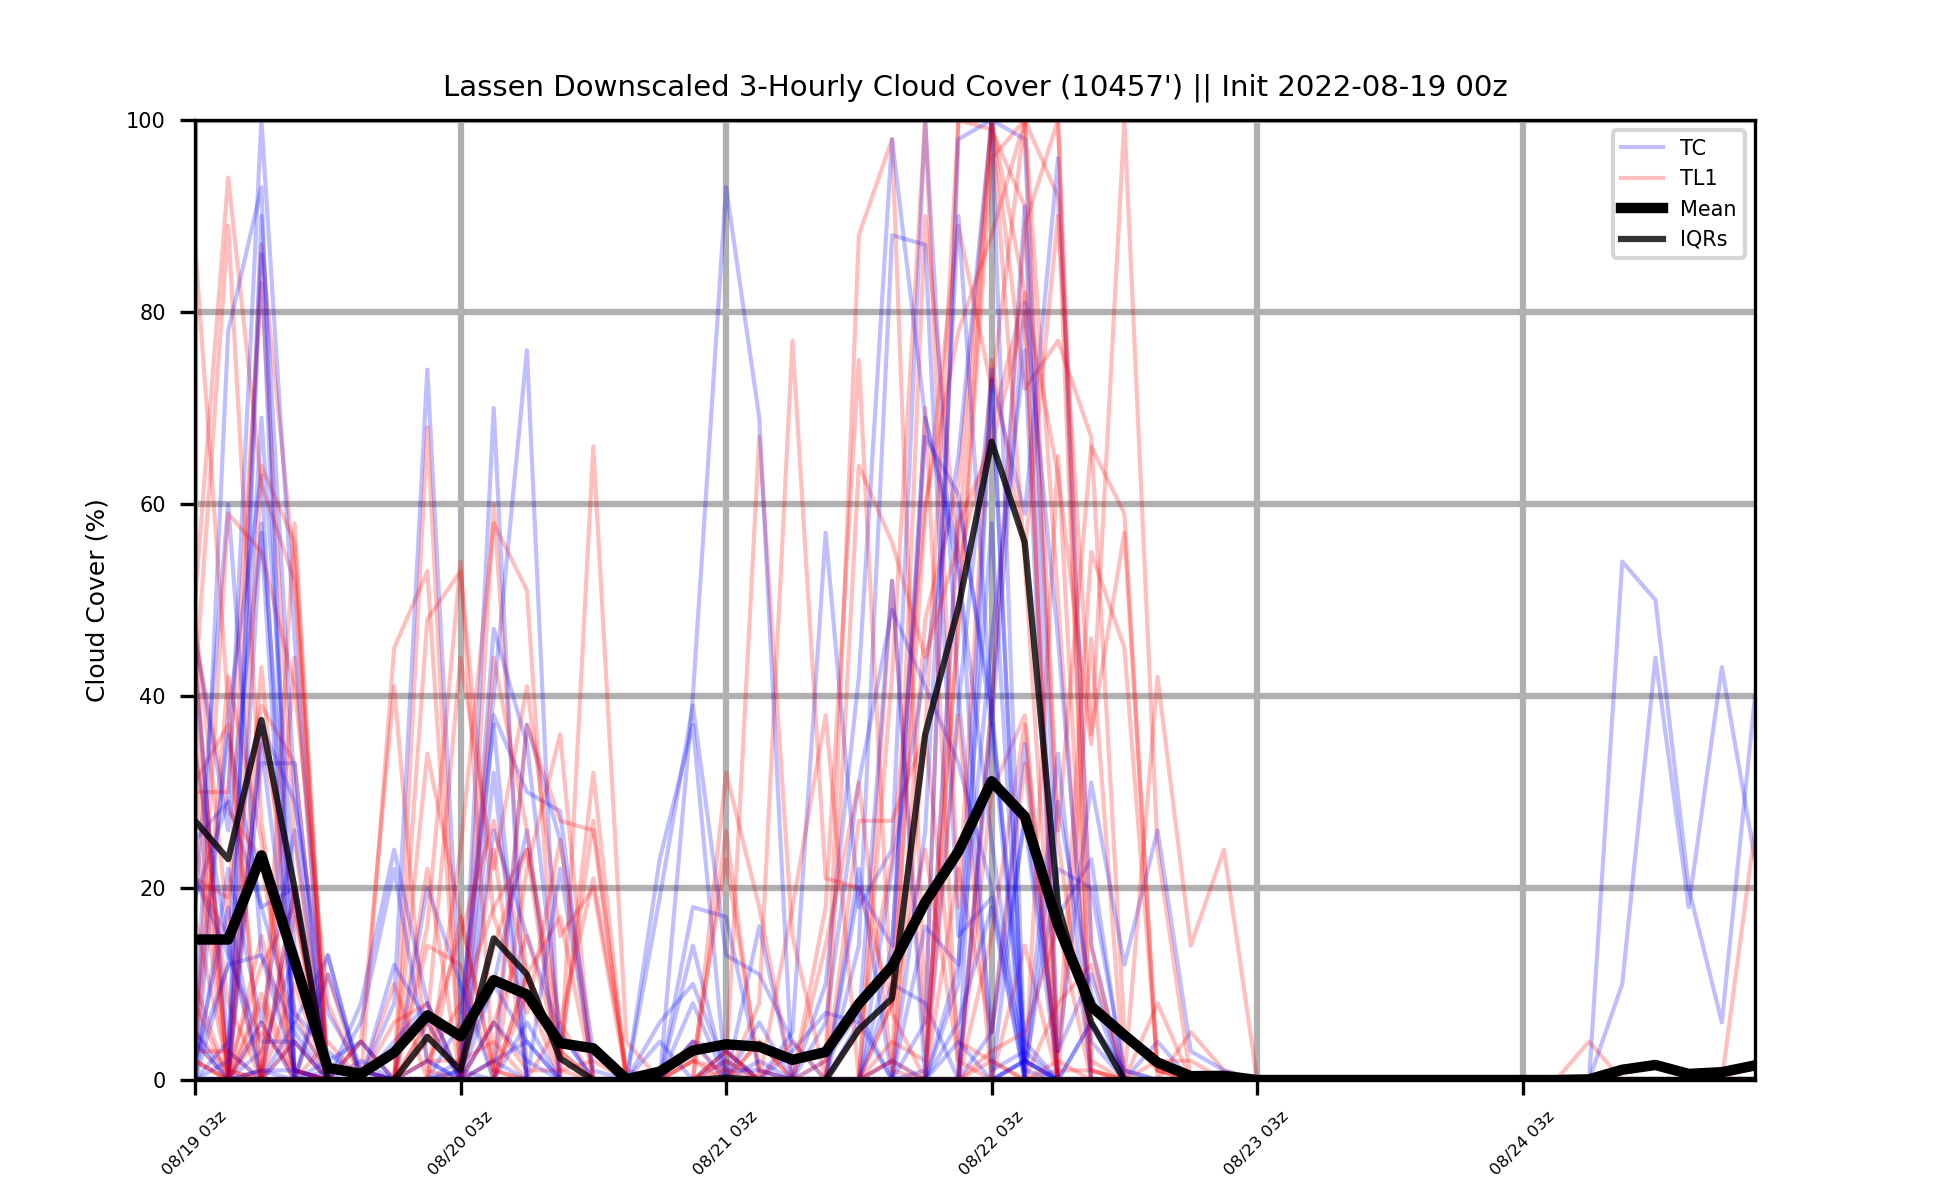 Lassen Downscaled 3-Hourly Cloud Cover (10457') || Init 2022-08-19 00z
100
80
60
40
20
0
Cloud Cover (%)
TC
TL1
Mean
IQRs
08/19 03z
08/20 03z
08/21 03z
08/22 03z
08/23 03z
08/24 03z